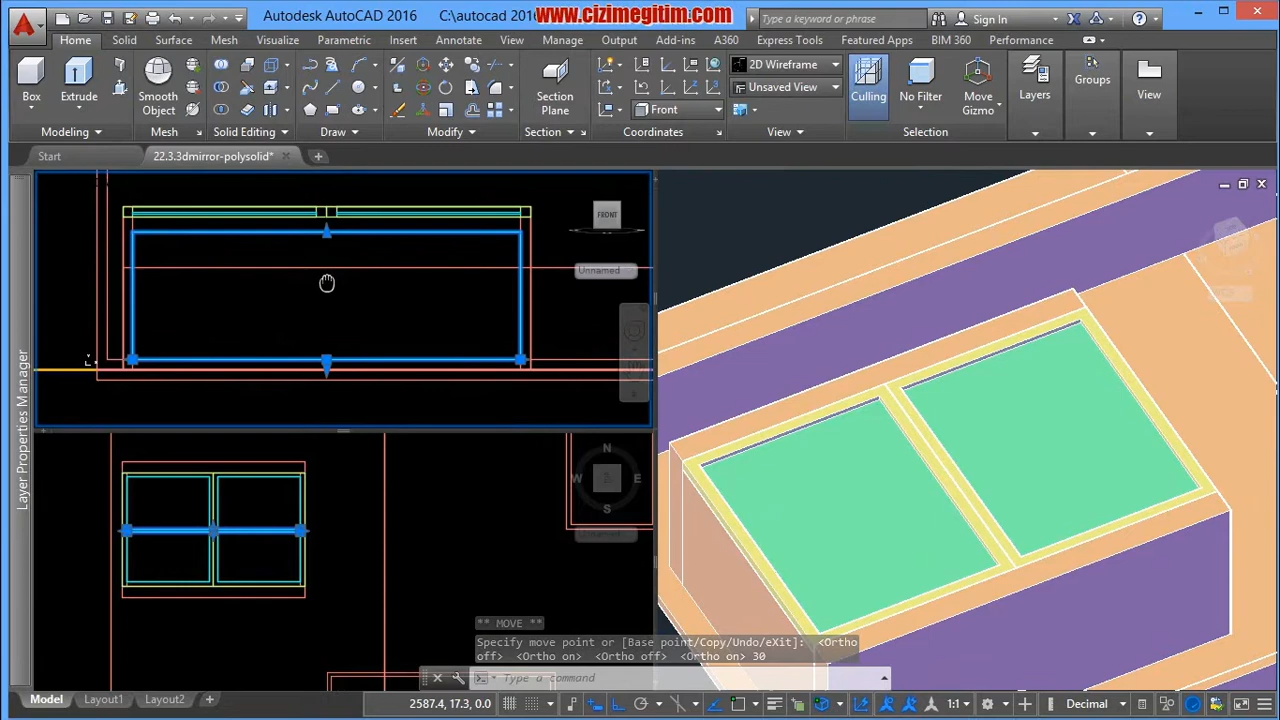 Autodesk AutoCAD 2016 C:\autocad 2016
www.cizimegitim.com
Type a keyword or phrase
Sign In
Home Solid Surface Mesh Visualize Parametric Insert Annotate View Manage Output Add-ins A360 Express Tools Featured Apps BIM 360 Performance
Box Extrude Smooth Object Section Plane Front 2D Wireframe Unsaved View Culling No Filter Move Gizmo Layers Groups View
Modeling Mesh Solid Editing Draw Modify Section Coordinates View Selection
Start 22.3.3dmirror-polysolid* +
FRONT
Unnamed
Layer Properties Manager
N
W E
S
** MOVE **
Specify move point or [Base point/Copy/Undo/eXit]: <Ortho
off> <Ortho on> <Ortho off> <Ortho on> 30
Type a command
Model Layout1 Layout2 +
2587.4, 17.3, 0.0
MODEL 1:1 Decimal